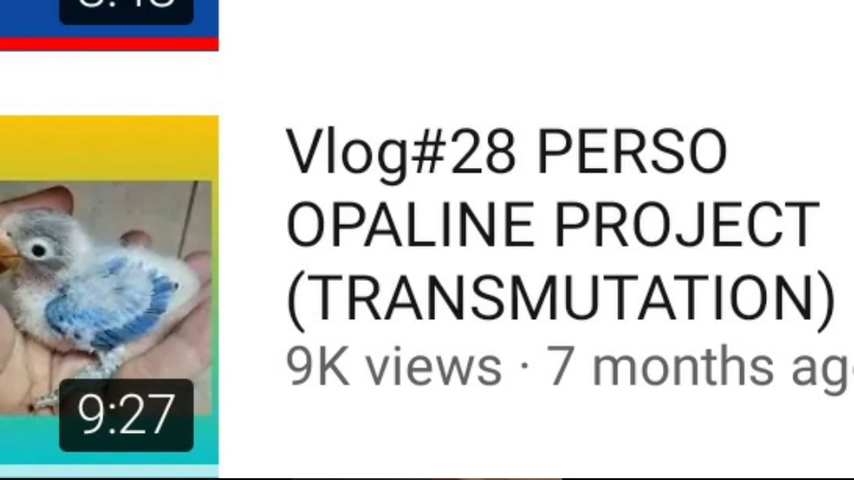 Vlog#28 PERSO
OPALINE PROJECT
(TRANSMUTATION)
9K views · 7 months
9:27